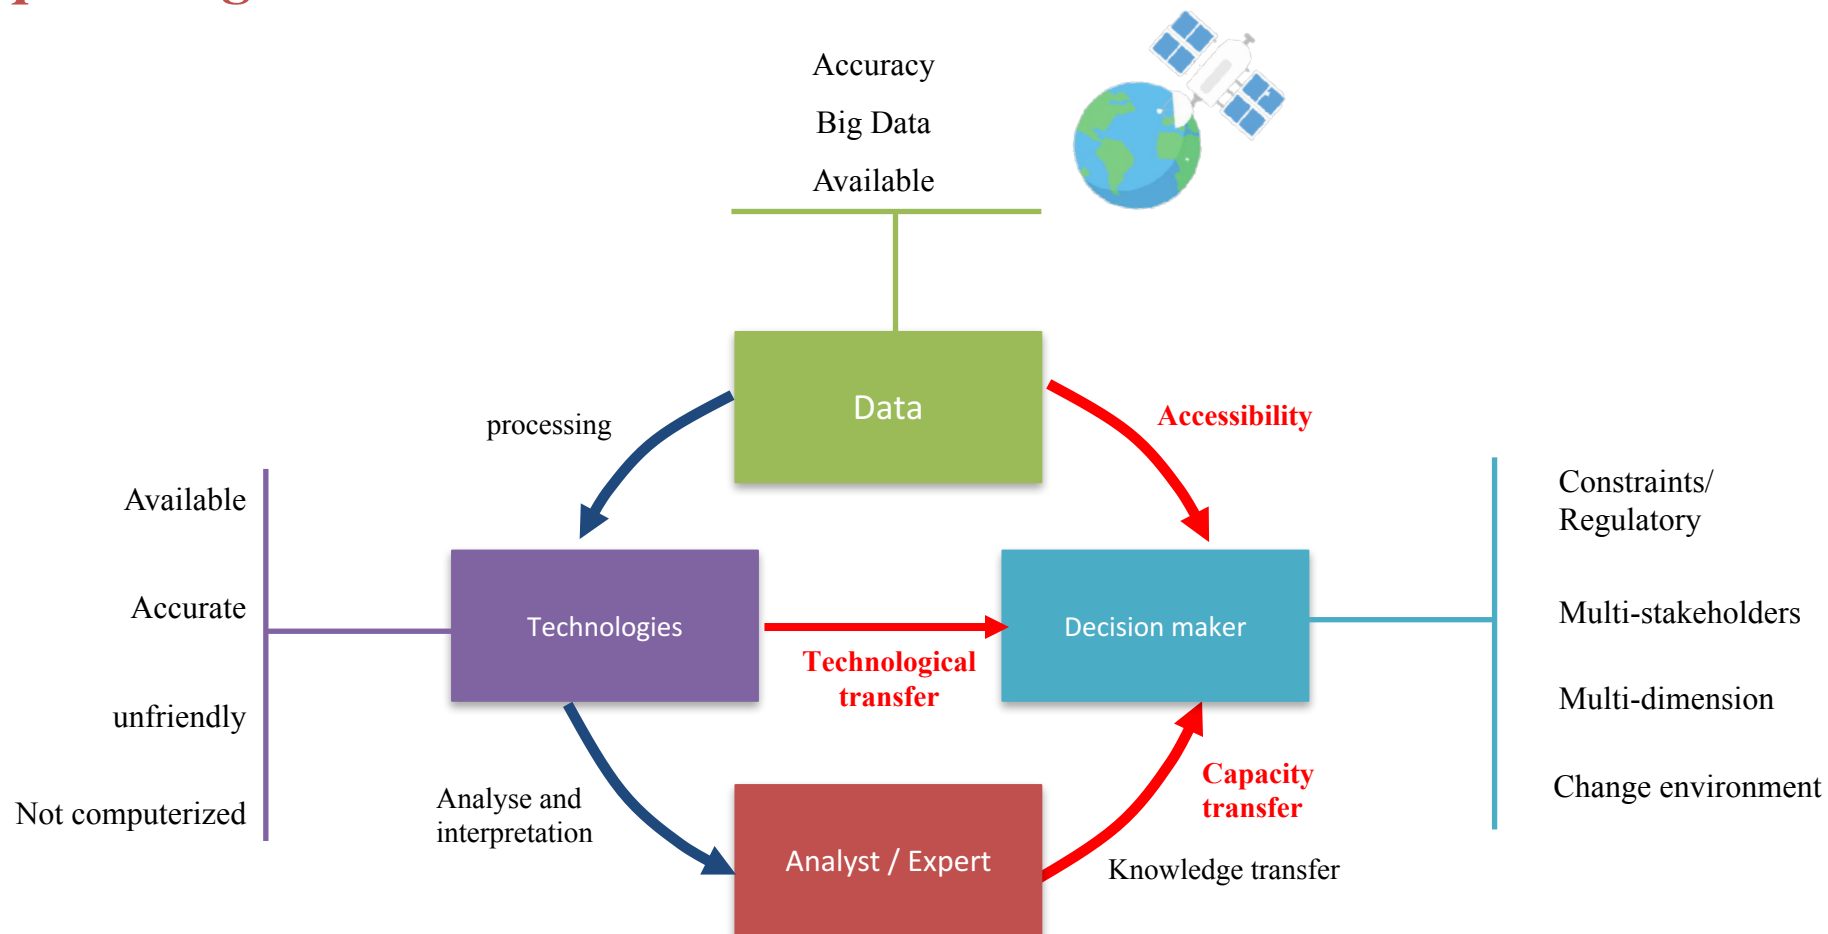 Accuracy
Big Data
Available
Data
processing
Accessibility
Available
Accurate
unfriendly
Not computerized
Technologies
Technological
transfer
Decision maker
Constraints/
Regulatory
Multi-stakeholders
Multi-dimension
Change environment
Analyse and
interpretation
Analyst / Expert
Capacity
transfer
Knowledge transfer